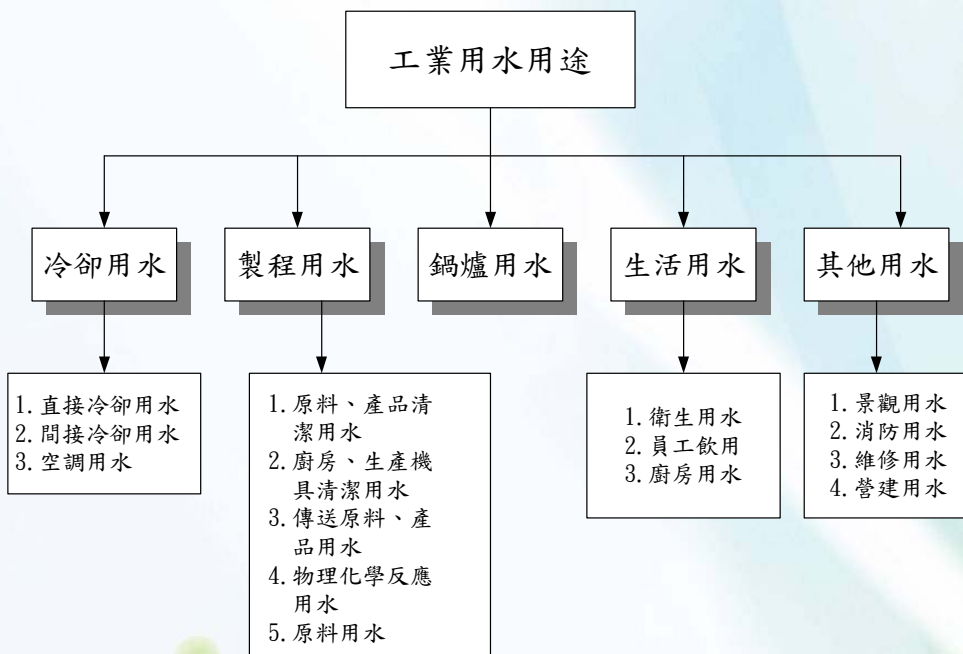 工業用水用途
冷卻用水
製程用水
鍋爐用水
生活用水
其他用水
1. 直接冷卻用水
2. 間接冷卻用水
3. 空調用水
1. 原料、產品清
潔用水
2. 廚房、生產機
具清潔用水
3. 傳送原料、產
品用水
4. 物理化學反應
用水
5. 原料用水
1. 衛生用水
2. 員工飲用
3. 廚房用水
1. 景觀用水
2. 消防用水
3. 維修用水
4. 營建用水